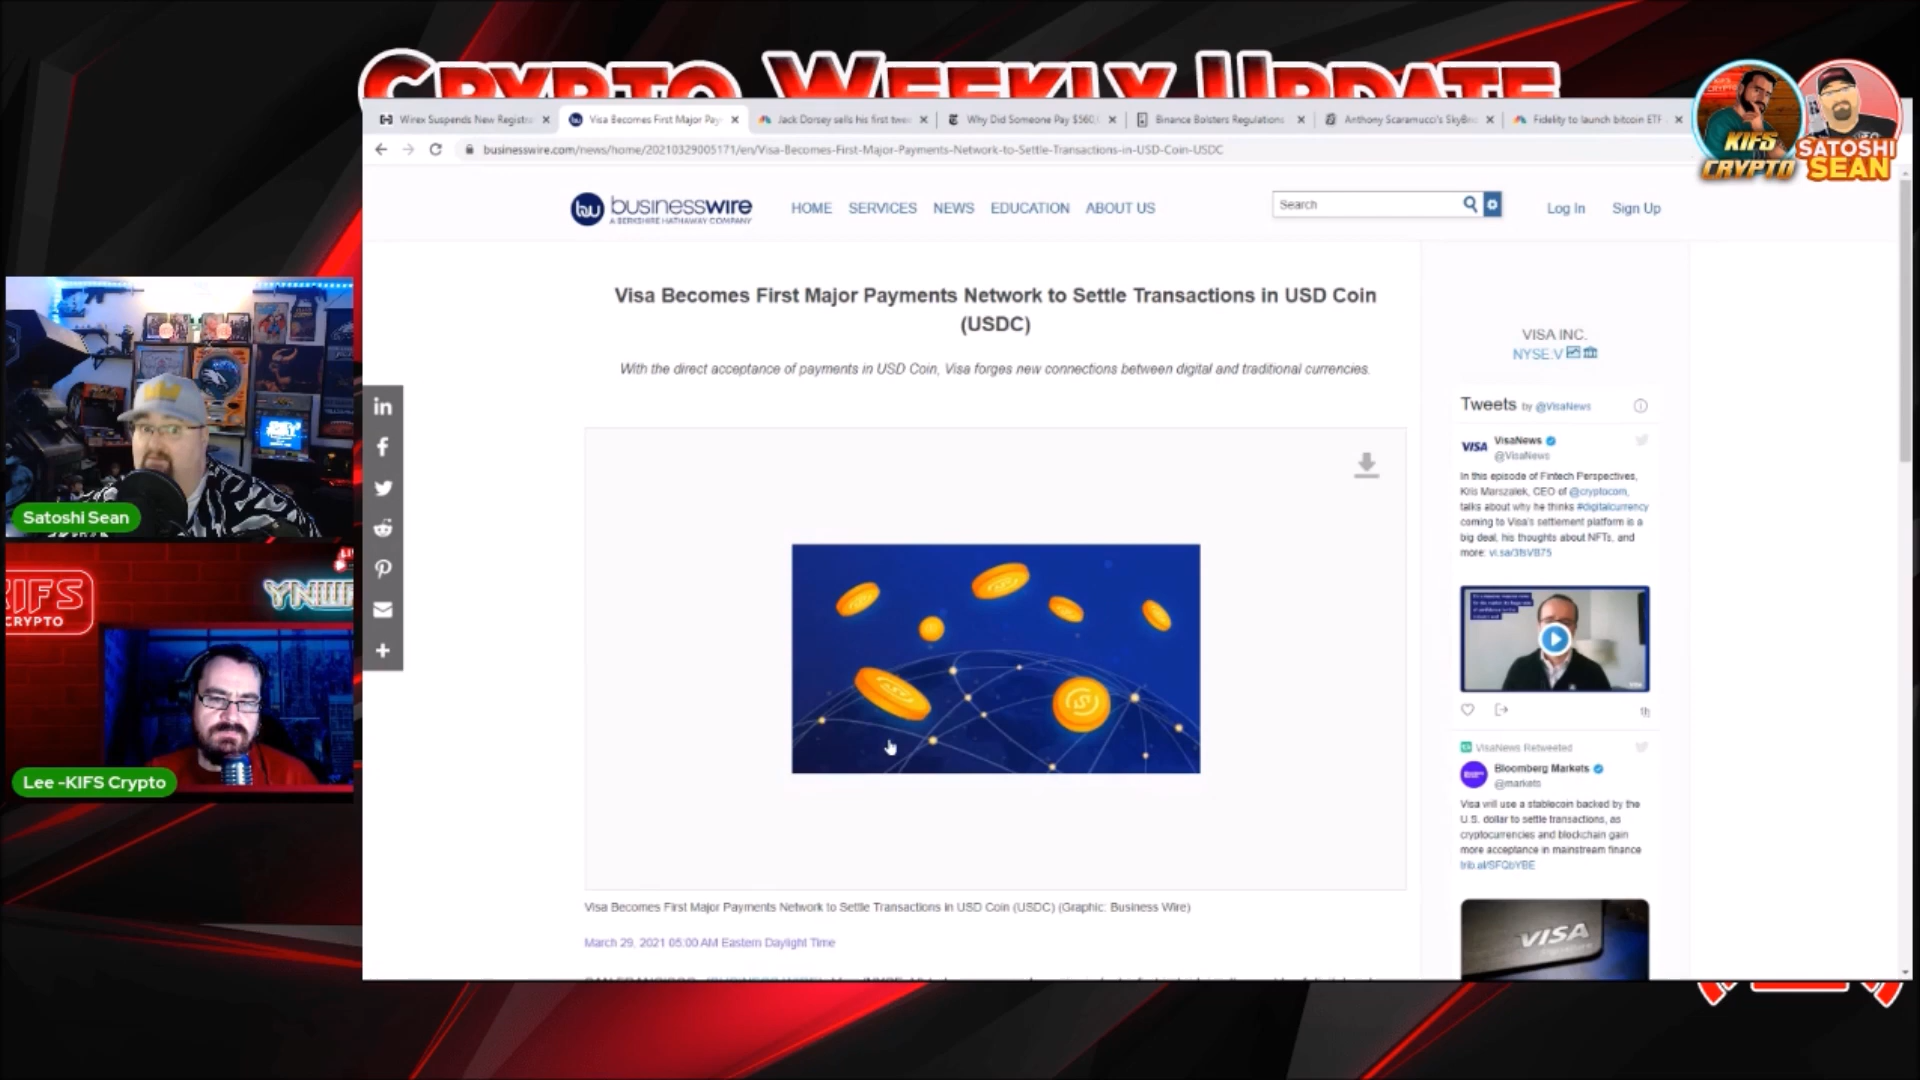 CRYPTO WEEKLY UPDATE
Wirex Suspends New Registra
Visa Becomes First Major Pay
Jack Dorsey sells his first twee
Why Did Someone Pay $560,
Binance Bolsters Regulations
Anthony Scaramucci's SkyBri
Fidelity to launch bitcoin ETF
KIFS
CRYPTO
SATOSHI
SEAN
businesswire.com/news/home/20210329005171/en/Visa-Becomes-First-Major-Payments-Network-to-Settle-Transactions-in-USD-Coin-USDC
bw businesswire
A BERKSHIRE HATHAWAY COMPANY
HOME SERVICES NEWS EDUCATION ABOUT US
Search
Log In Sign Up
Visa Becomes First Major Payments Network to Settle Transactions in USD Coin
(USDC)
With the direct acceptance of payments in USD Coin, Visa forges new connections between digital and traditional currencies.
VISA INC.
NYSE:V
Tweets by @VisaNews
VISA VisaNews
@VisaNews
In this episode of Fintech Perspectives,
Kris Marszalek, CEO of @cryptocom,
talks about why he thinks #digitalcurrency
coming to Visa's settlement platform is a
big deal, his thoughts about NFTs, and
more: vi.sa/3fsVB75
1h
VisaNews Retweeted
Bloomberg Markets
@markets
Visa will use a stablecoin backed by the
U.S. dollar to settle transactions, as
cryptocurrencies and blockchain gain
more acceptance in mainstream finance
trib.al/SFQbYBE
VISA
Satoshi Sean
KIFS
CRYPTO
Lee -KIFS Crypto
Visa Becomes First Major Payments Network to Settle Transactions in USD Coin (USDC) (Graphic: Business Wire)
March 29, 2021 05:00 AM Eastern Daylight Time